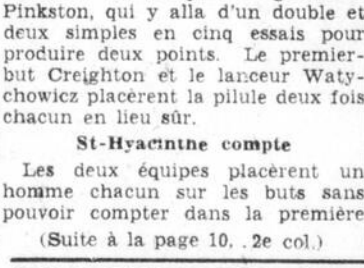 Pinkston, qui y alla d'un double et
deux simples en cinq essais pour
produire deux points. Le premier-
but Creighton et le lanceur Waty-
chowicz placèrent la pilule deux fois
chacun en lieu sûr.
St-Hyacinthe compte
Les deux équipes placèrent un
homme chacun sur les buts sans
pouvoir compter dans la première
(Suite à la page 10, . 2e col.)